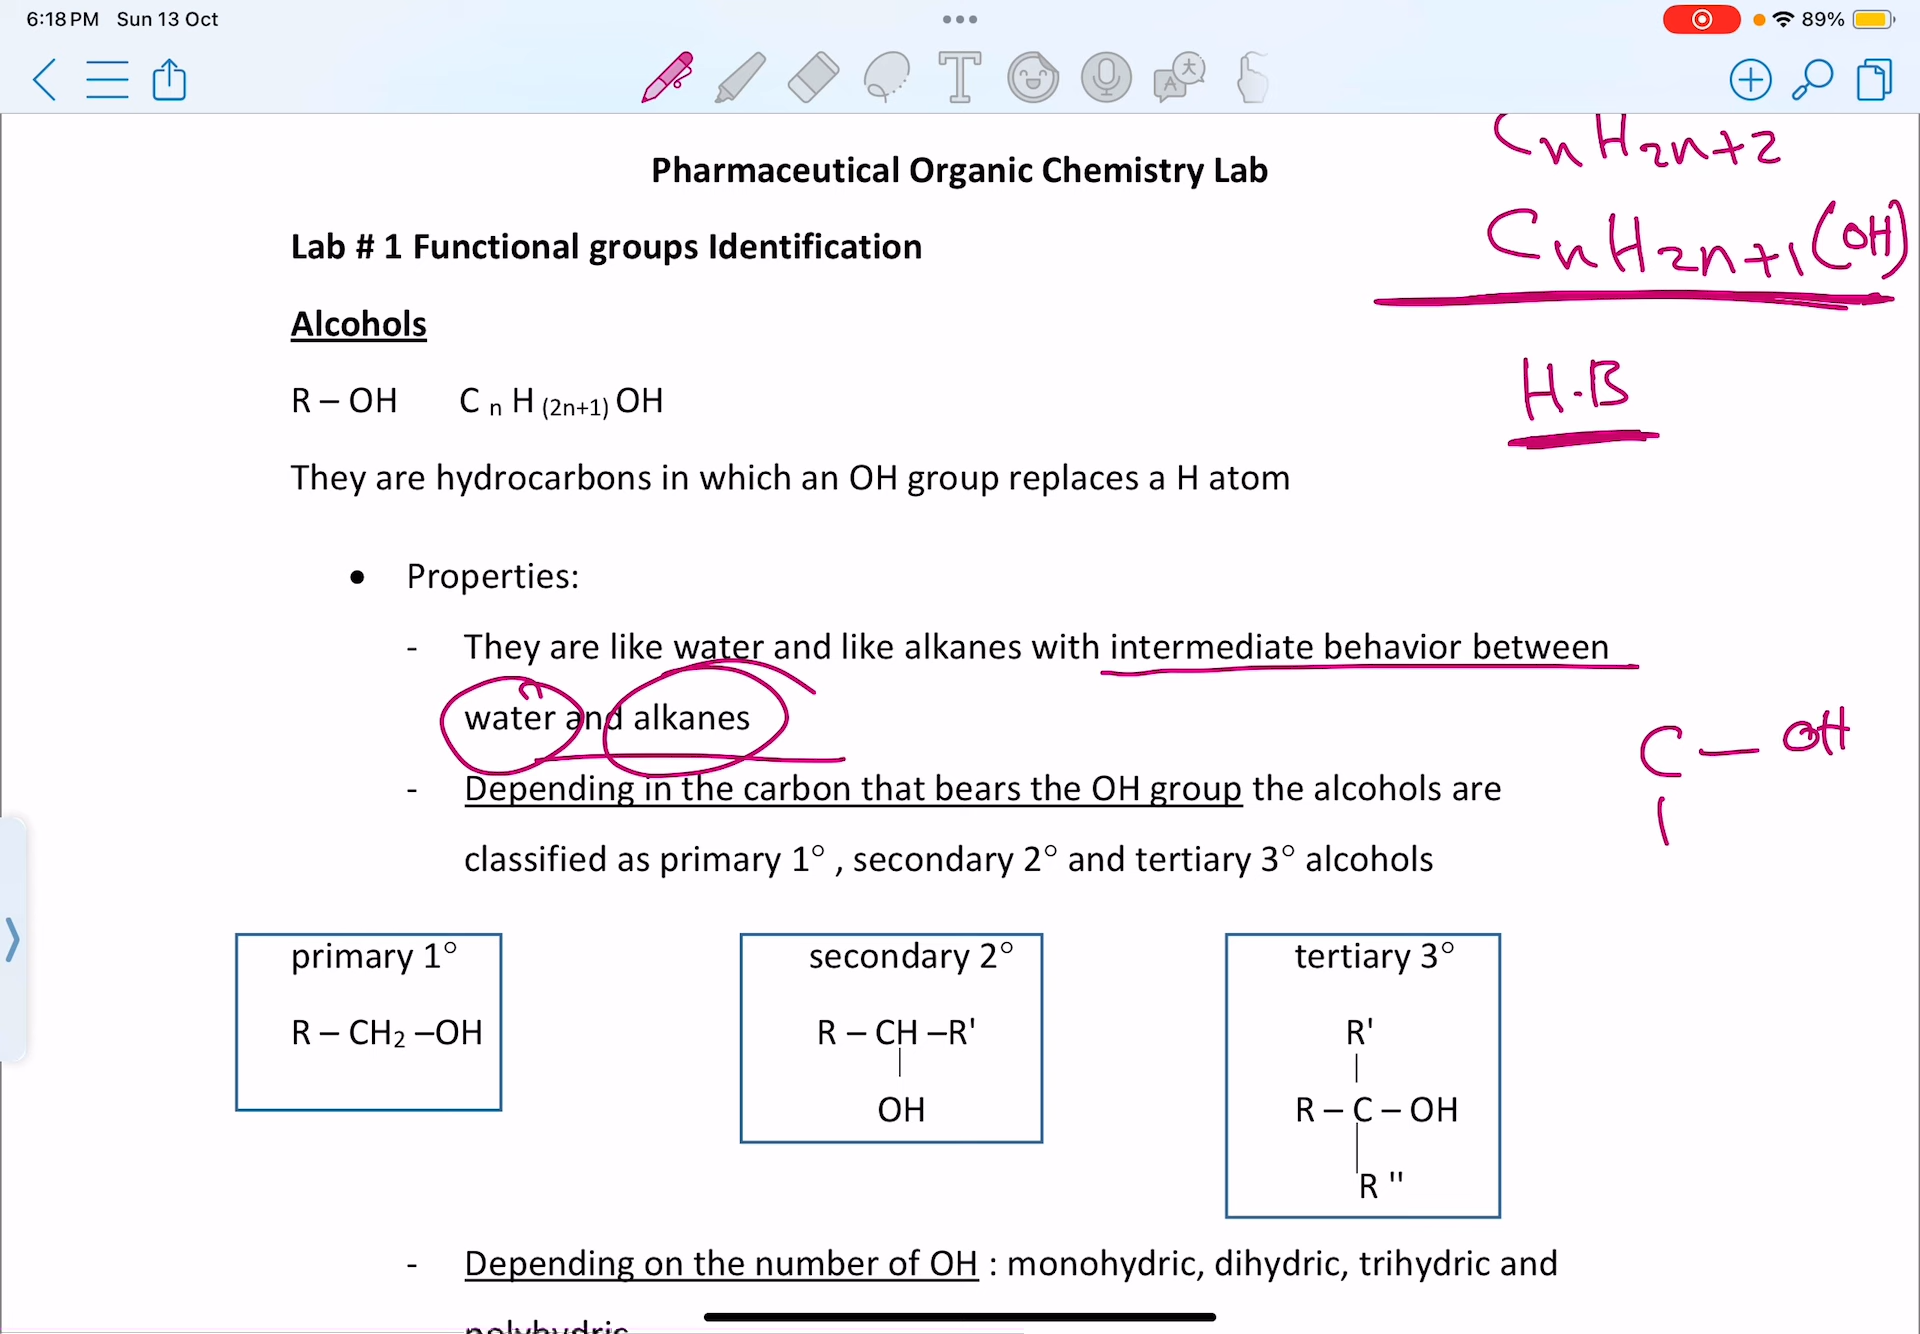 6:18 PM Sun 13 Oct
89%
CnH2n+2
Pharmaceutical Organic Chemistry Lab
CnH2n+1(OH)
Lab # 1 Functional groups Identification
Alcohols
H.B
R – OH C n H (2n+1) OH
They are hydrocarbons in which an OH group replaces a H atom
• Properties:
- They are like water and like alkanes with intermediate behavior between
water and alkanes
C — OH
- Depending in the carbon that bears the OH group the alcohols are
classified as primary 1° , secondary 2° and tertiary 3° alcohols
primary 1°
R – CH2 –OH
secondary 2°
R – CH –R'
|
OH
tertiary 3°
R'
|
R – C – OH
|
R "
- Depending on the number of OH : monohydric, dihydric, trihydric and
polyhydric